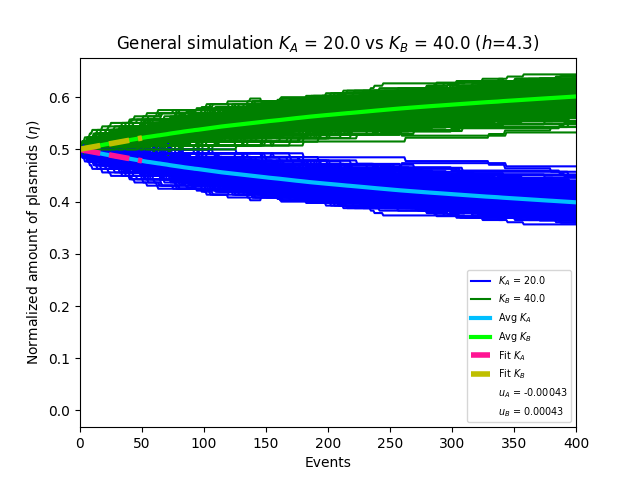 General simulation K_A = 20.0 vs K_B = 40.0 (h=4.3)
Normalized amount of plasmids (η)
0.6
0.5
0.4
0.3
0.2
0.1
0.0
K_A = 20.0
K_B = 40.0
Avg K_A
Avg K_B
Fit K_A
Fit K_B
u_A = -0.00043
u_B = 0.00043
0 50 100 150 200 250 300 350 400
Events